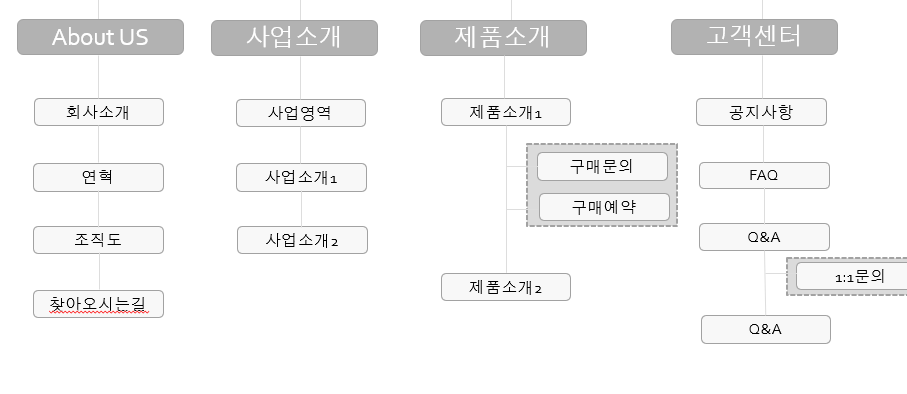 About US
사업소개
제품소개
고객센터
회사소개
사업영역
제품소개1
공지사항
연혁
사업소개1
구매문의
FAQ
구매예약
조직도
사업소개2
Q&A
1:1문의
찾아오시는길
제품소개2
Q&A